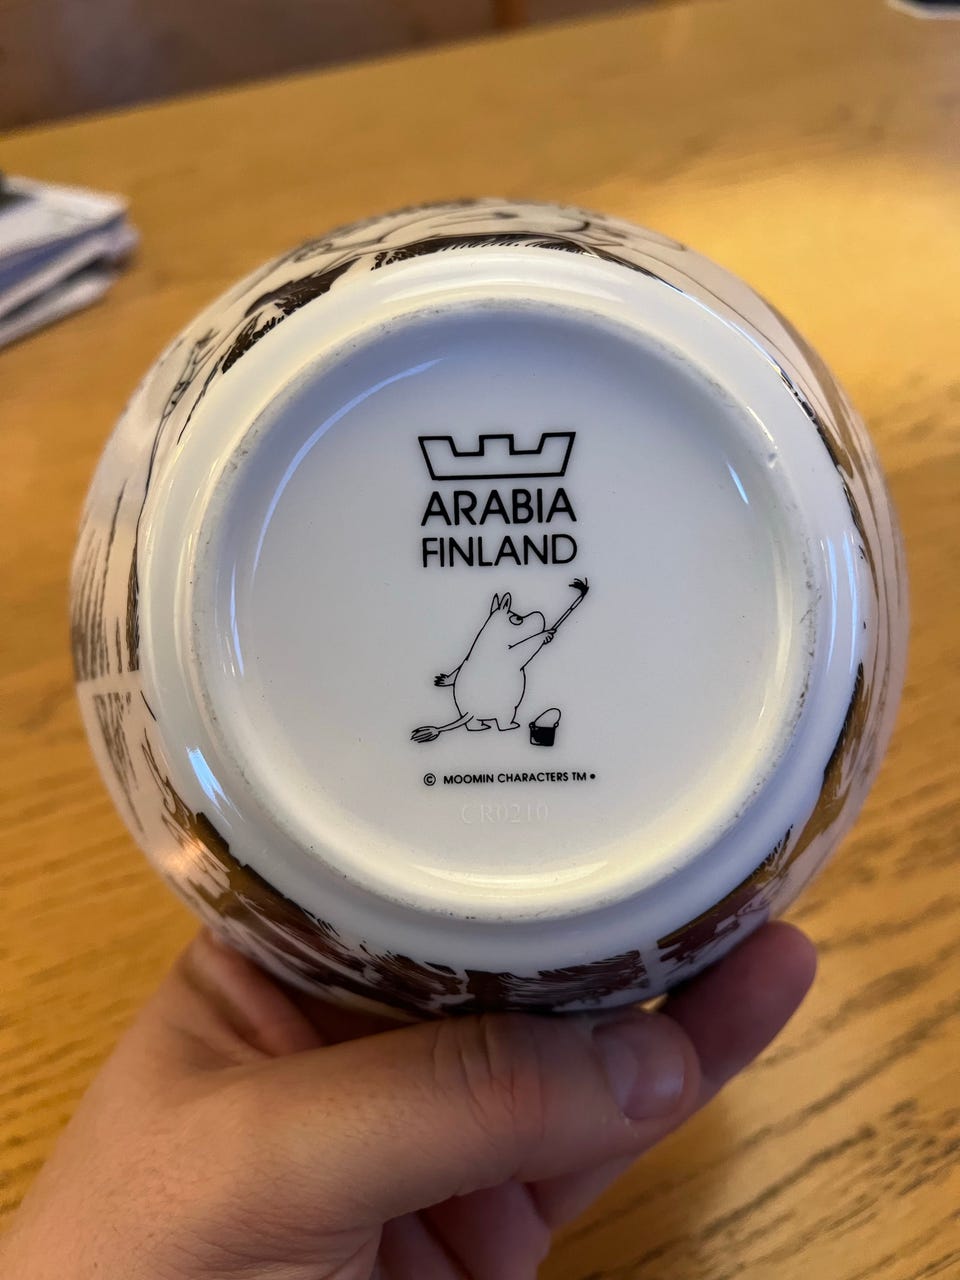 ARABIA
FINLAND
© MOOMIN CHARACTERS TM •
CR0210